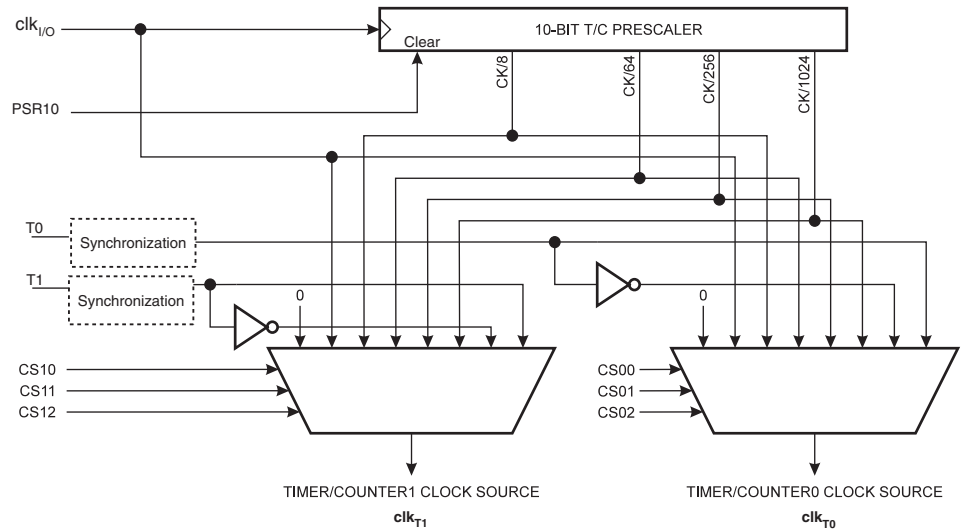 clkI/O
10-BIT T/C PRESCALER
Clear
PSR10
CK/8
CK/64
CK/256
CK/1024
T0
Synchronization
T1
Synchronization
0
0
CS10
CS11
CS12
CS00
CS01
CS02
TIMER/COUNTER1 CLOCK SOURCE
clkT1
TIMER/COUNTER0 CLOCK SOURCE
clkT0